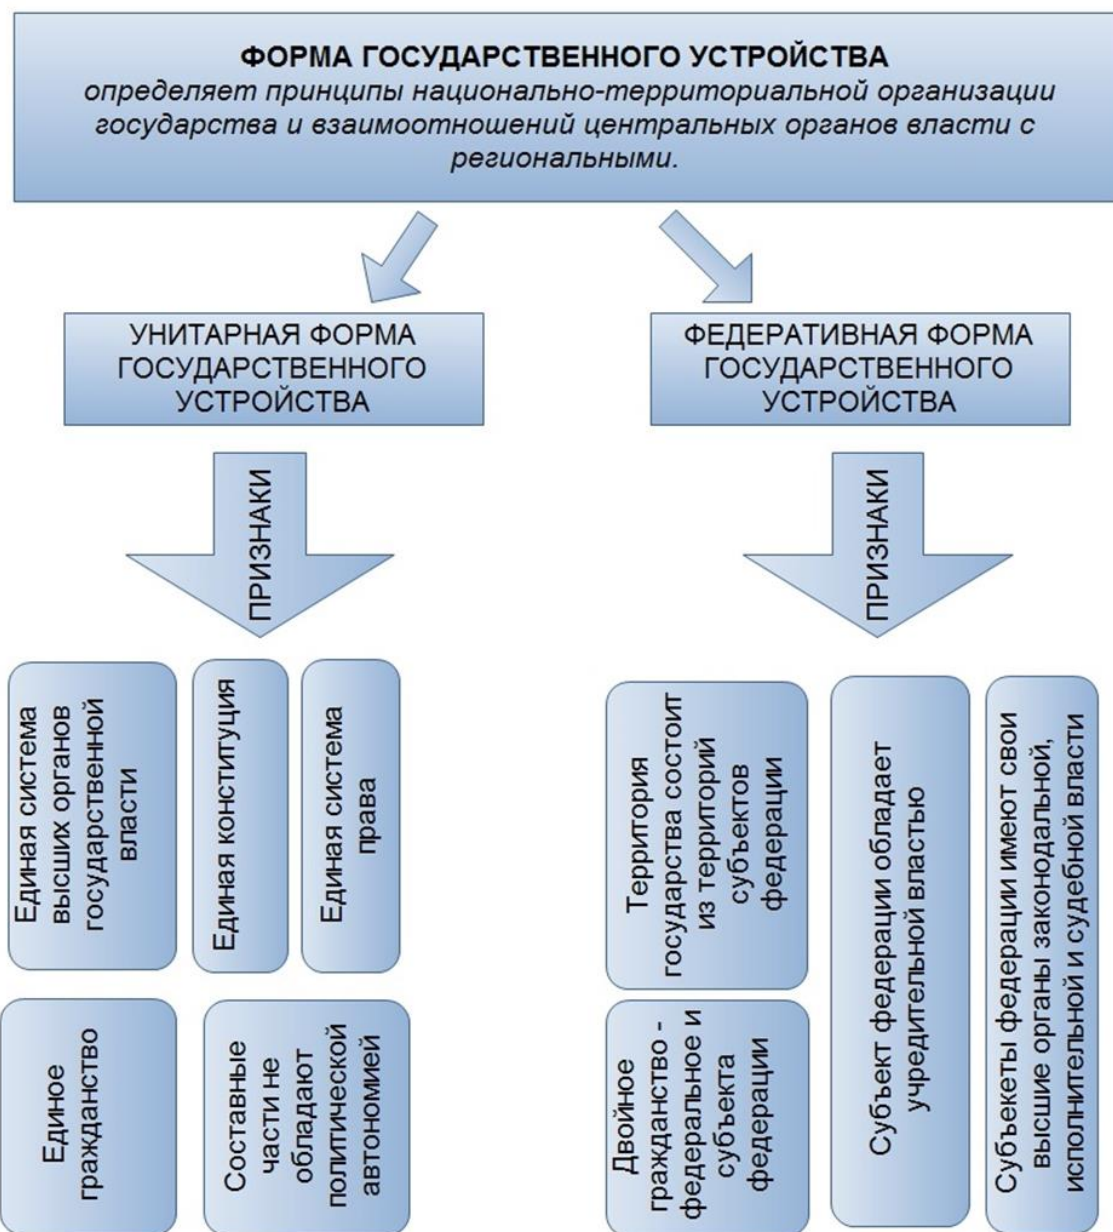 ФОРМА ГОСУДАРСТВЕННОГО УСТРОЙСТВА
определяет принципы национально-территориальной организации
государства и взаимоотношений центральных органов власти с
региональными.
УНИТАРНАЯ ФОРМА
ГОСУДАРСТВЕННОГО
УСТРОЙСТВА
ФЕДЕРАТИВНАЯ ФОРМА
ГОСУДАРСТВЕННОГО
УСТРОЙСТВА
ПРИЗНАКИ
ПРИЗНАКИ
Единая система
высших органов
государственной
власти
Единая конституция
Единая система
права
Единое
гражданство
Составные
части не
обладают
политической
автономией
Территория
государства состоит
из территорий
субъектов
федерации
Двойное
гражданство -
федеральное и
субъекта
федерации
Субъект федерации обладает
учредительной властью
Субъекеты федерации имеют свои
высшие органы законодальной,
исполнительной и судебной власти